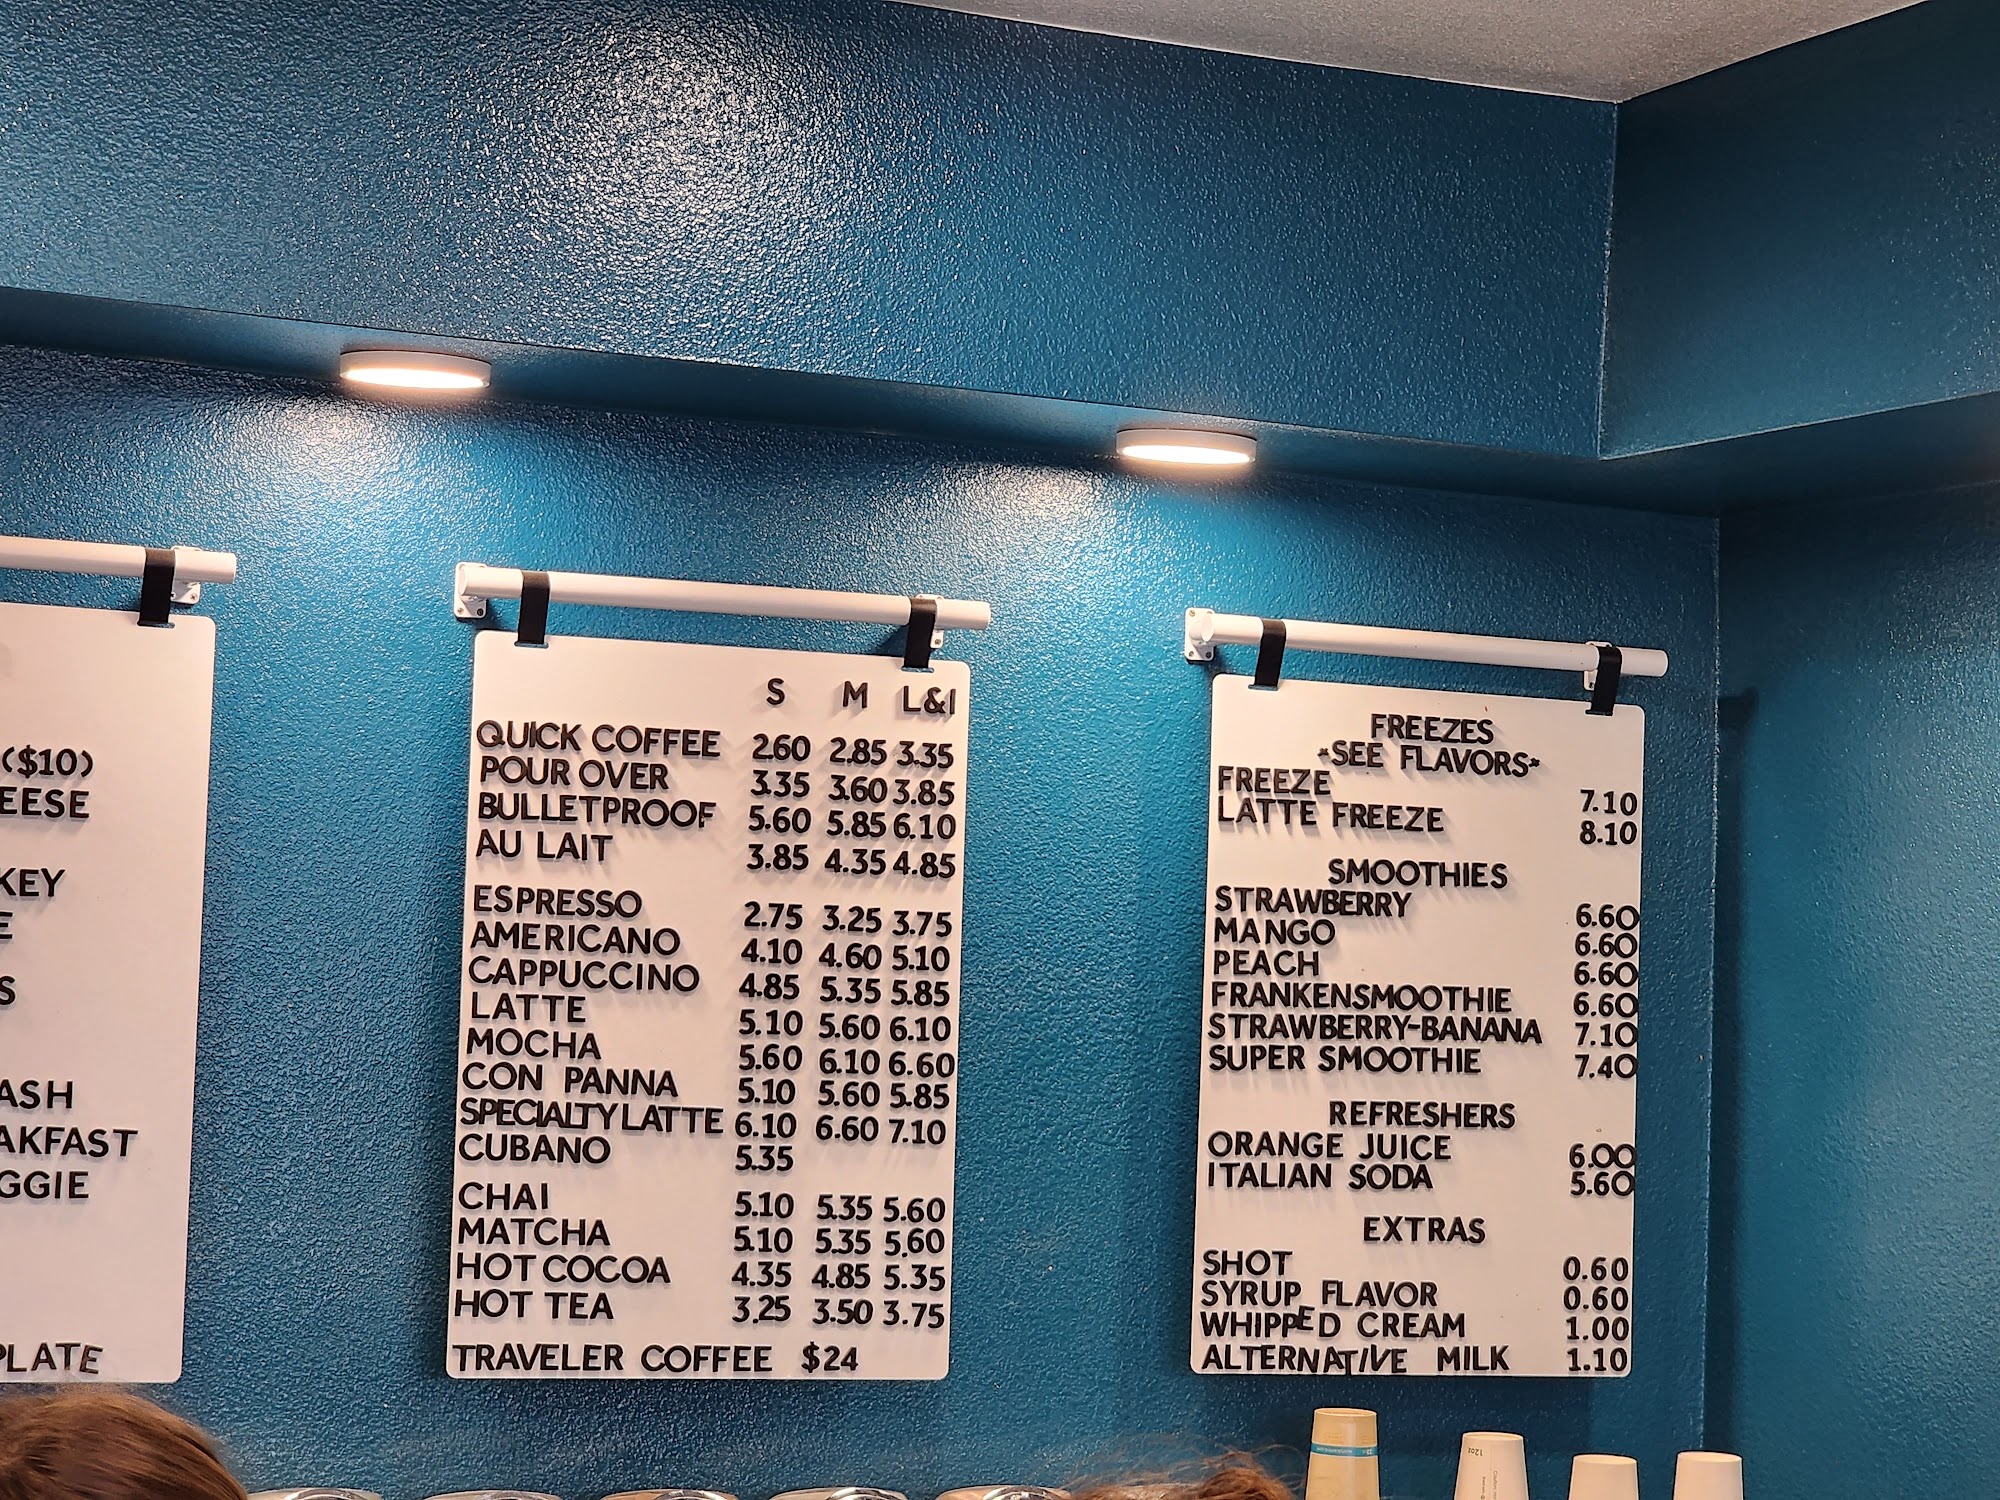 ($10)
EESE
KEY
E
S
ASH
AKFAST
GGIE
PLATE
S M L&I
QUICK COFFEE 2.60 2.85 3.35
POUR OVER 3.35 3.60 3.85
BULLETPROOF 5.60 5.85 6.10
AU LAIT 3.85 4.35 4.85
ESPRESSO 2.75 3.25 3.75
AMERICANO 4.10 4.60 5.10
CAPPUCCINO 4.85 5.35 5.85
LATTE 5.10 5.60 6.10
MOCHA 5.60 6.10 6.60
CON PANNA 5.10 5.60 5.85
SPECIALTY LATTE 6.10 6.60 7.10
CUBANO 5.35
CHAI 5.10 5.35 5.60
MATCHA 5.10 5.35 5.60
HOT COCOA 4.35 4.85 5.35
HOT TEA 3.25 3.50 3.75
TRAVELER COFFEE $24
FREEZES
*SEE FLAVORS*
FREEZE 7.10
LATTE FREEZE 8.10
SMOOTHIES
STRAWBERRY 6.60
MANGO 6.60
PEACH 6.60
FRANKENSMOOTHIE 6.60
STRAWBERRY-BANANA 7.10
SUPER SMOOTHIE 7.40
REFRESHERS
ORANGE JUICE 6.00
ITALIAN SODA 5.60
EXTRAS
SHOT 0.60
SYRUP FLAVOR 0.60
WHIPPED CREAM 1.00
ALTERNATIVE MILK 1.10
12oz